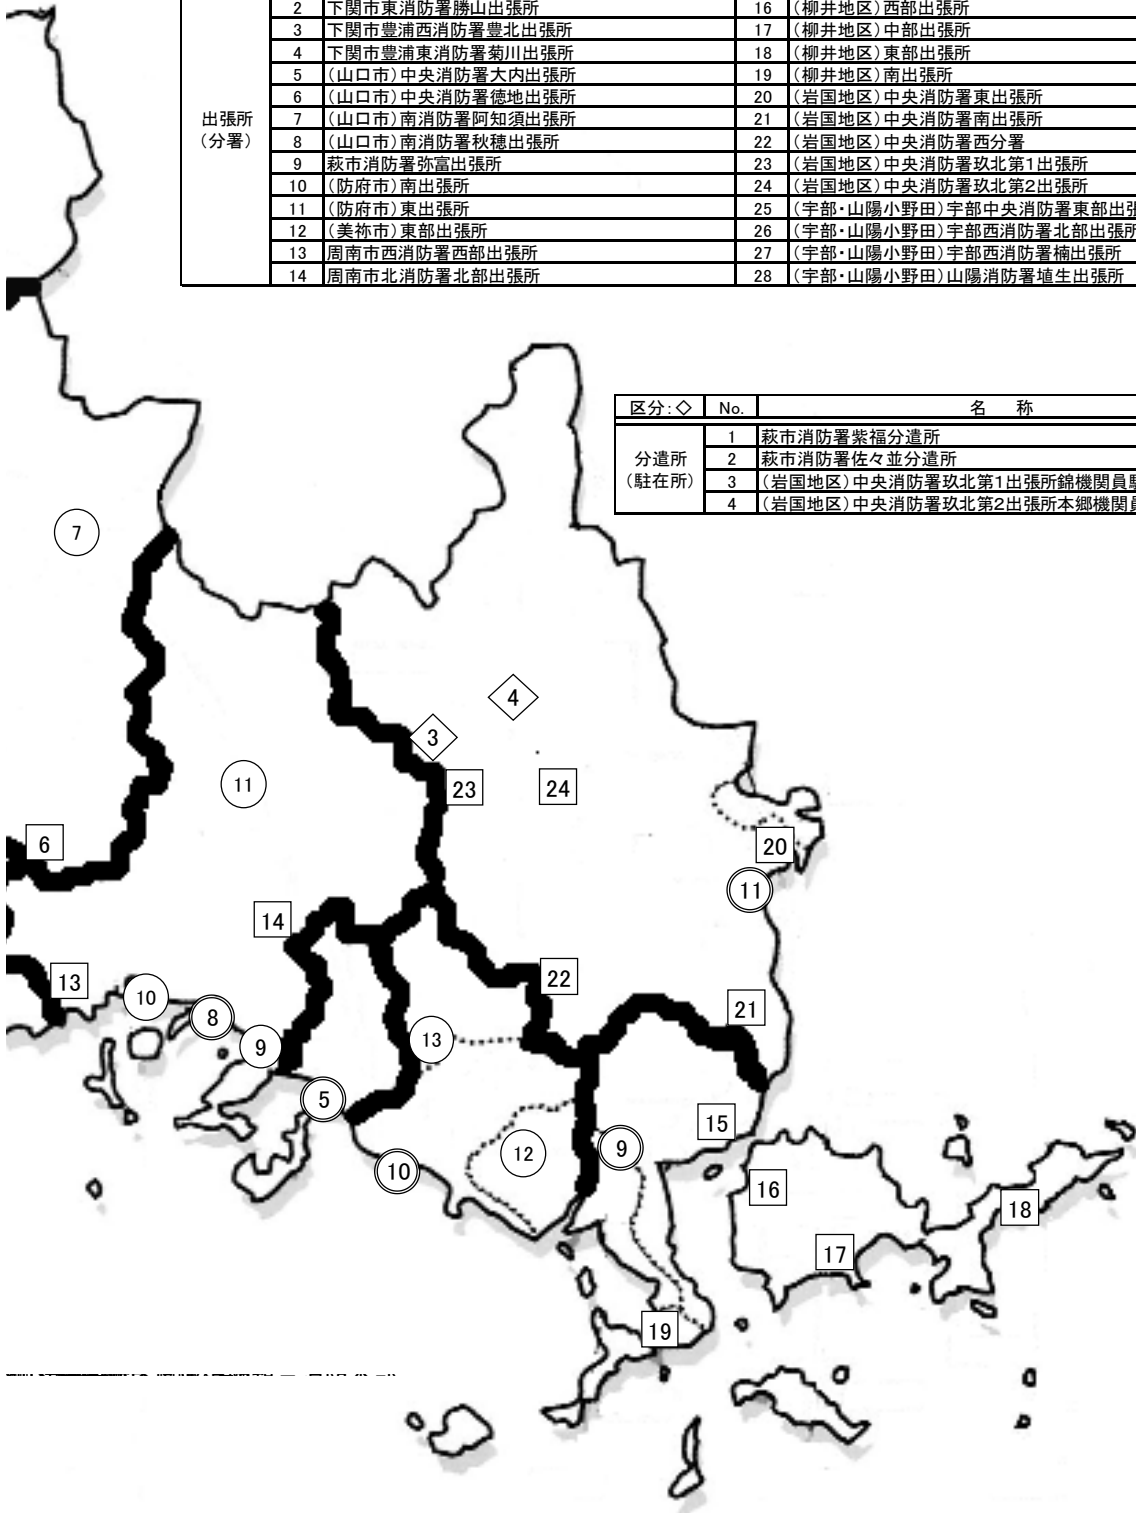 2 下関市東消防署勝山出張所 16 (柳井地区)西部出張所
3 下関市豊浦西消防署豊北出張所 17 (柳井地区)中部出張所
4 下関市豊浦東消防署菊川出張所 18 (柳井地区)東部出張所
5 (山口市)中央消防署大内出張所 19 (柳井地区)南出張所
6 (山口市)中央消防署徳地出張所 20 (岩国地区)中央消防署東出張所
出張所
(分署)
7 (山口市)南消防署阿知須出張所 21 (岩国地区)中央消防署南出張所
8 (山口市)南消防署秋穂出張所 22 (岩国地区)中央消防署西分署
9 萩市消防署弥富出張所 23 (岩国地区)中央消防署玖北第1出張所
10 (防府市)南出張所 24 (岩国地区)中央消防署玖北第2出張所
11 (防府市)東出張所 25 (宇部・山陽小野田)宇部中央消防署東部出張
12 (美祢市)東部出張所 26 (宇部・山陽小野田)宇部西消防署北部出張所
13 周南市西消防署西部出張所 27 (宇部・山陽小野田)宇部西消防署楠出張所
14 周南市北消防署北部出張所 28 (宇部・山陽小野田)山陽消防署埴生出張所
区分:◇ No. 名 称
分遣所
(駐在所)
1 萩市消防署紫福分遣所
2 萩市消防署佐々並分遣所
3 (岩国地区)中央消防署玖北第1出張所錦機関員
4 (岩国地区)中央消防署玖北第2出張所本郷機関員
7
4
3
11
23
24
6
20
11
14
13
10
8
22
21
9
13
5
15
12
9
10
16
18
17
19